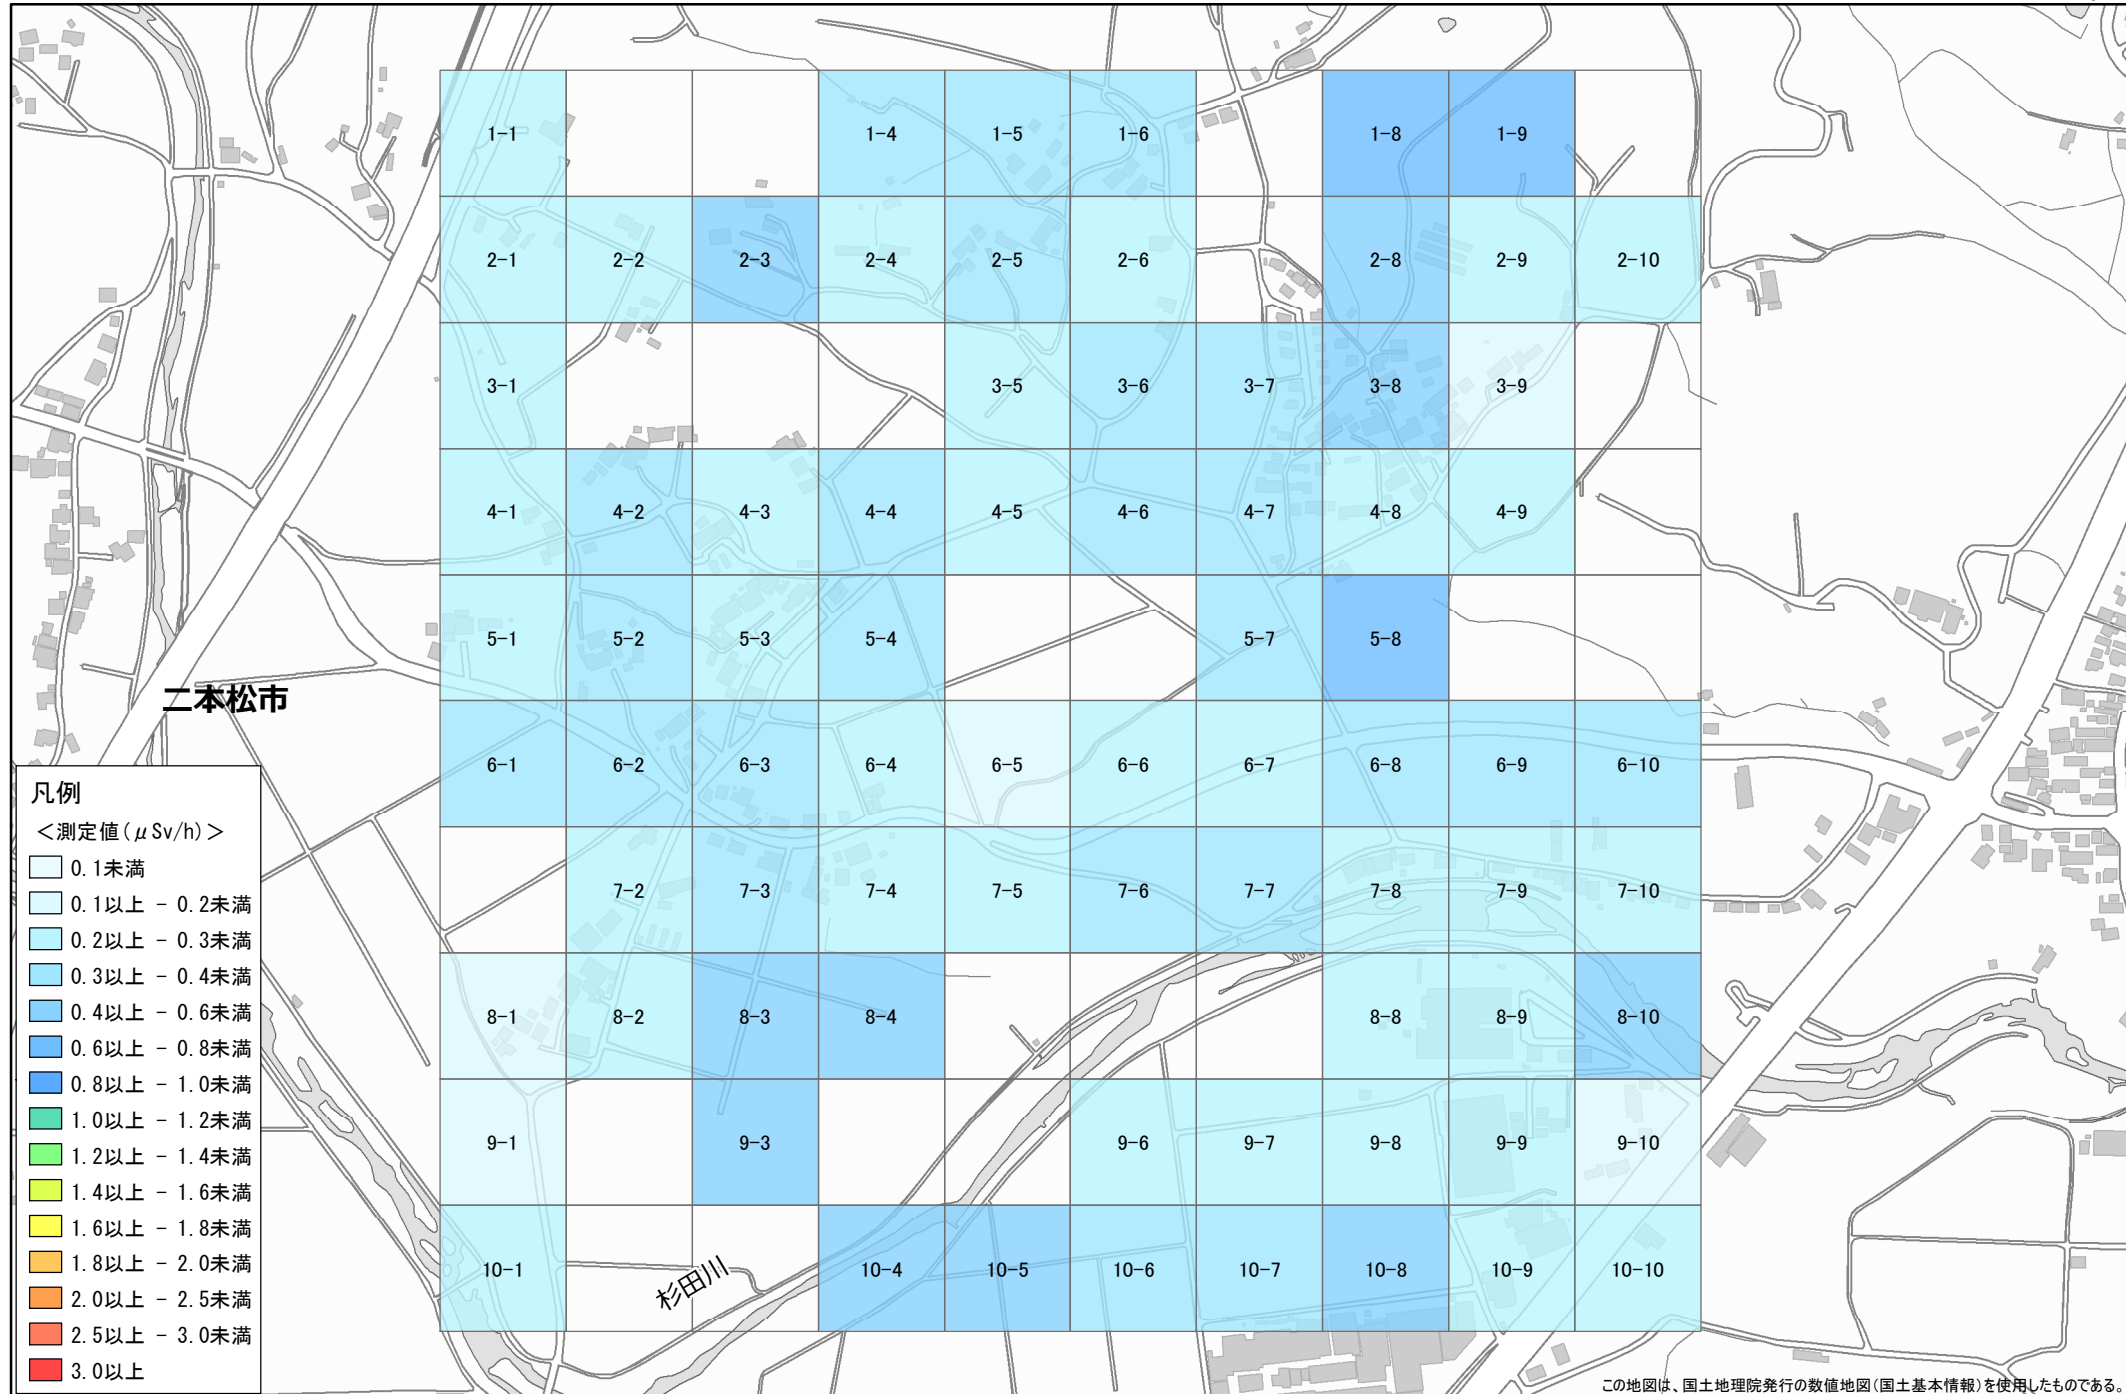 1-1 1-4 1-5 1-6 1-8 1-9
2-1 2-2 2-3 2-4 2-5 2-6 2-8 2-9 2-10
3-1 3-5 3-6 3-7 3-8 3-9
4-1 4-2 4-3 4-4 4-5 4-6 4-7 4-8 4-9
5-1 5-2 5-3 5-4 5-7 5-8
二本松市
6-1 6-2 6-3 6-4 6-5 6-6 6-7 6-8 6-9 6-10
7-2 7-3 7-4 7-5 7-6 7-7 7-8 7-9 7-10
8-1 8-2 8-3 8-4 8-8 8-9 8-10
9-1 9-3 9-6 9-7 9-8 9-9 9-10
10-1 10-4 10-5 10-6 10-7 10-8 10-9 10-10
杉田川
凡例
＜測定値(μSv/h)＞
0.1未満
0.1以上 - 0.2未満
0.2以上 - 0.3未満
0.3以上 - 0.4未満
0.4以上 - 0.6未満
0.6以上 - 0.8未満
0.8以上 - 1.0未満
1.0以上 - 1.2未満
1.2以上 - 1.4未満
1.4以上 - 1.6未満
1.6以上 - 1.8未満
1.8以上 - 2.0未満
2.0以上 - 2.5未満
2.5以上 - 3.0未満
3.0以上
この地図は、国土地理院発行の数値地図(国土基本情報)を使用したものである。